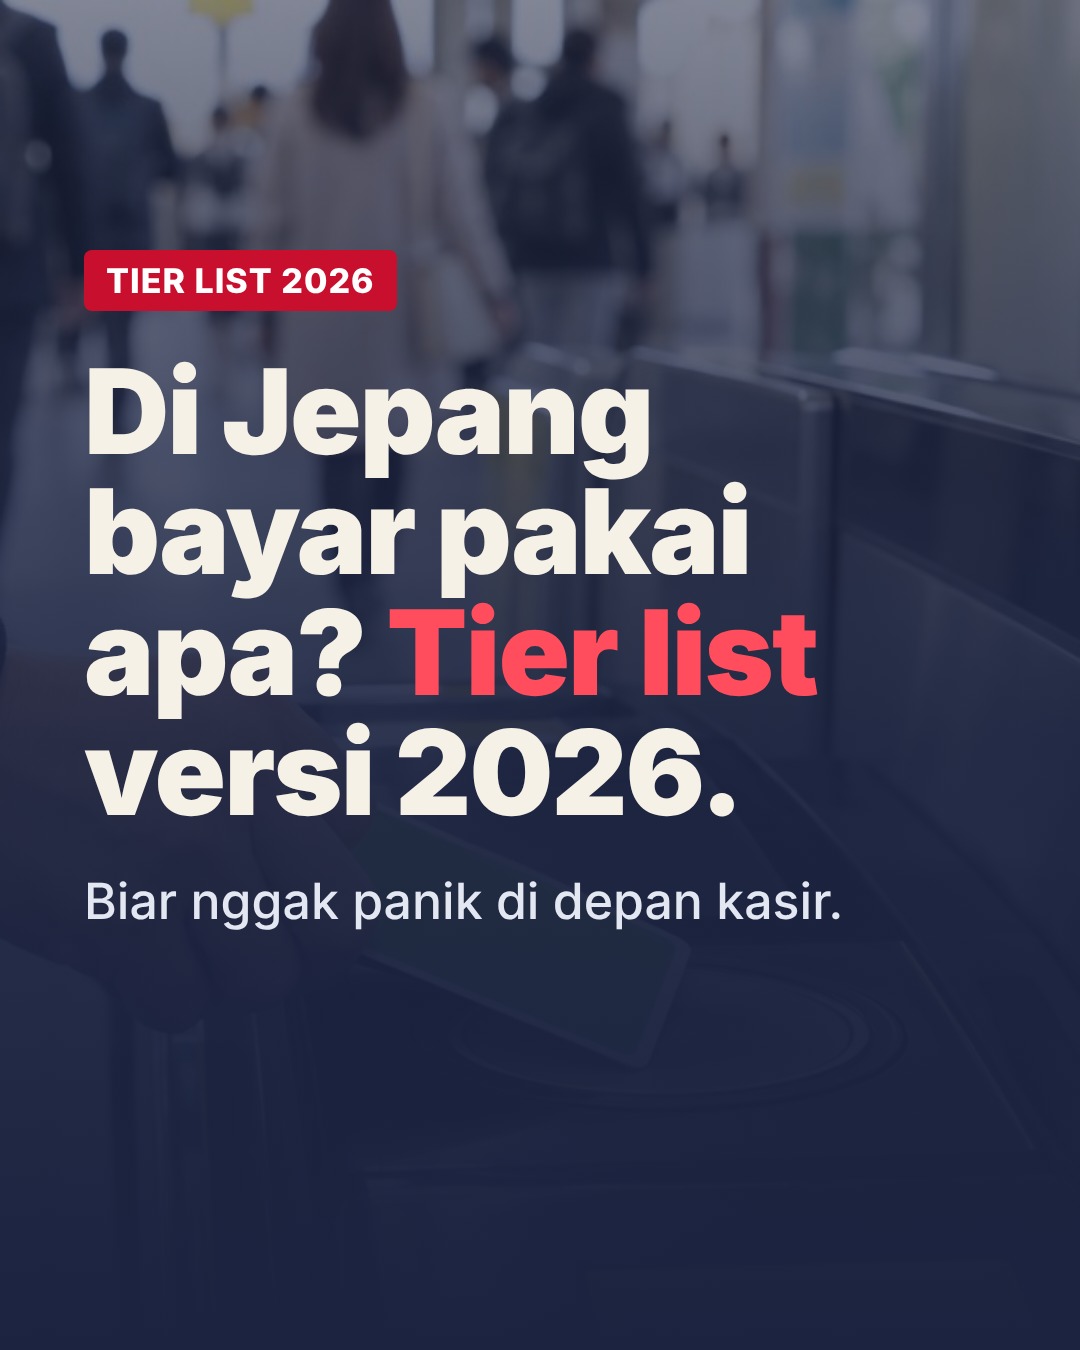 TIER LIST 2026
Di Jepang
bayar pakai
apa? Tier list
versi 2026.
Biar nggak panik di depan kasir.